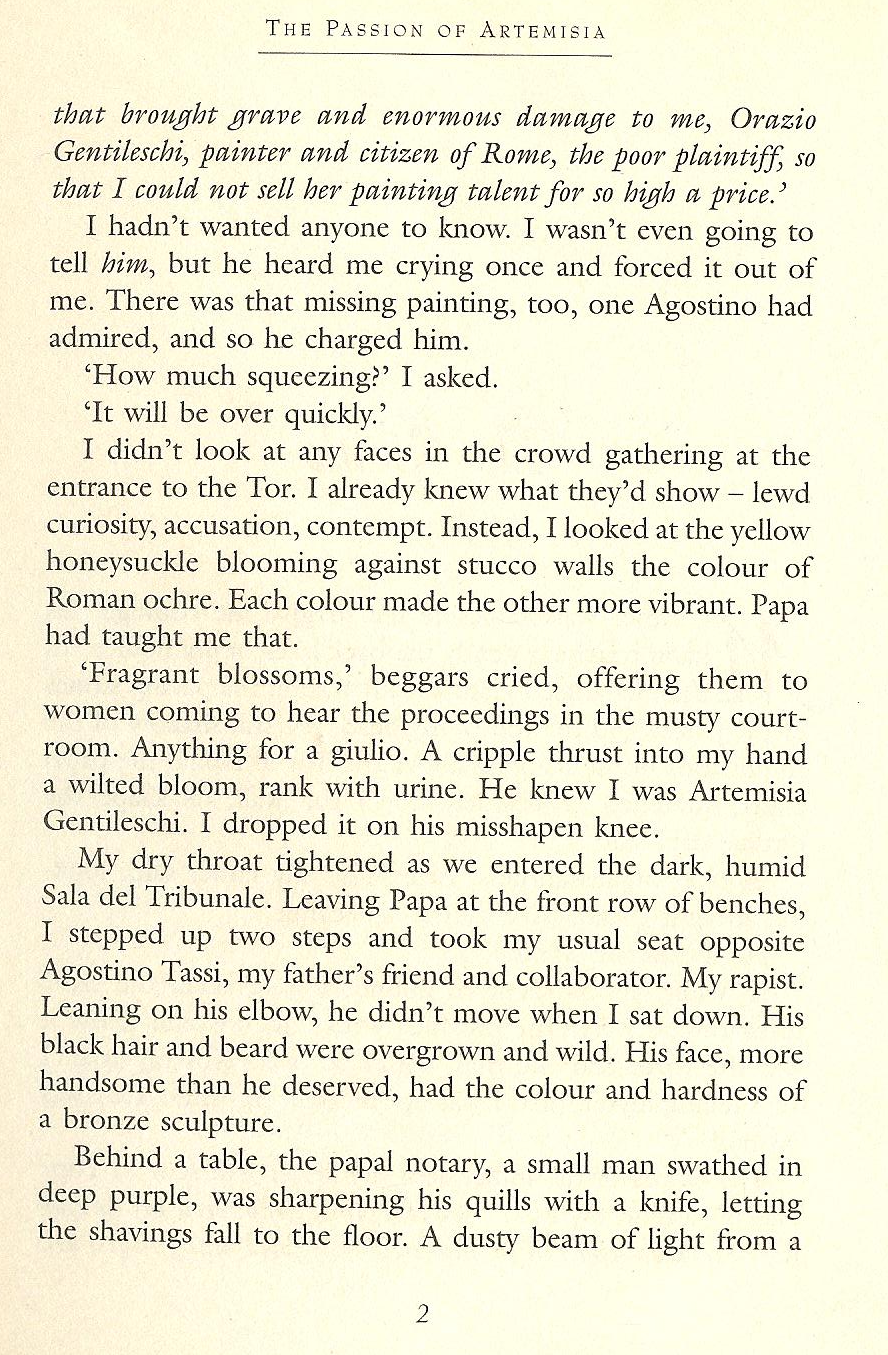 THE PASSION OF ARTEMISIA
that brought grave and enormous damage to me, Orazio
Gentileschi, painter and citizen of Rome, the poor plaintiff, so
that I could not sell her painting talent for so high a price.’
I hadn’t wanted anyone to know. I wasn’t even going to
tell him, but he heard me crying once and forced it out of
me. There was that missing painting, too, one Agostino had
admired, and so he charged him.
‘How much squeezing?’ I asked.
‘It will be over quickly.’
I didn’t look at any faces in the crowd gathering at the
entrance to the Tor. I already knew what they’d show – lewd
curiosity, accusation, contempt. Instead, I looked at the yellow
honeysuckle blooming against stucco walls the colour of
Roman ochre. Each colour made the other more vibrant. Papa
had taught me that.
‘Fragrant blossoms,’ beggars cried, offering them to
women coming to hear the proceedings in the musty court-
room. Anything for a giulio. A cripple thrust into my hand
a wilted bloom, rank with urine. He knew I was Artemisia
Gentileschi. I dropped it on his misshapen knee.
My dry throat tightened as we entered the dark, humid
Sala del Tribunale. Leaving Papa at the front row of benches,
I stepped up two steps and took my usual seat opposite
Agostino Tassi, my father’s friend and collaborator. My rapist.
Leaning on his elbow, he didn’t move when I sat down. His
black hair and beard were overgrown and wild. His face, more
handsome than he deserved, had the colour and hardness of
a bronze sculpture.
Behind a table, the papal notary, a small man swathed in
deep purple, was sharpening his quills with a knife, letting
the shavings fall to the floor. A dusty beam of light from a
2